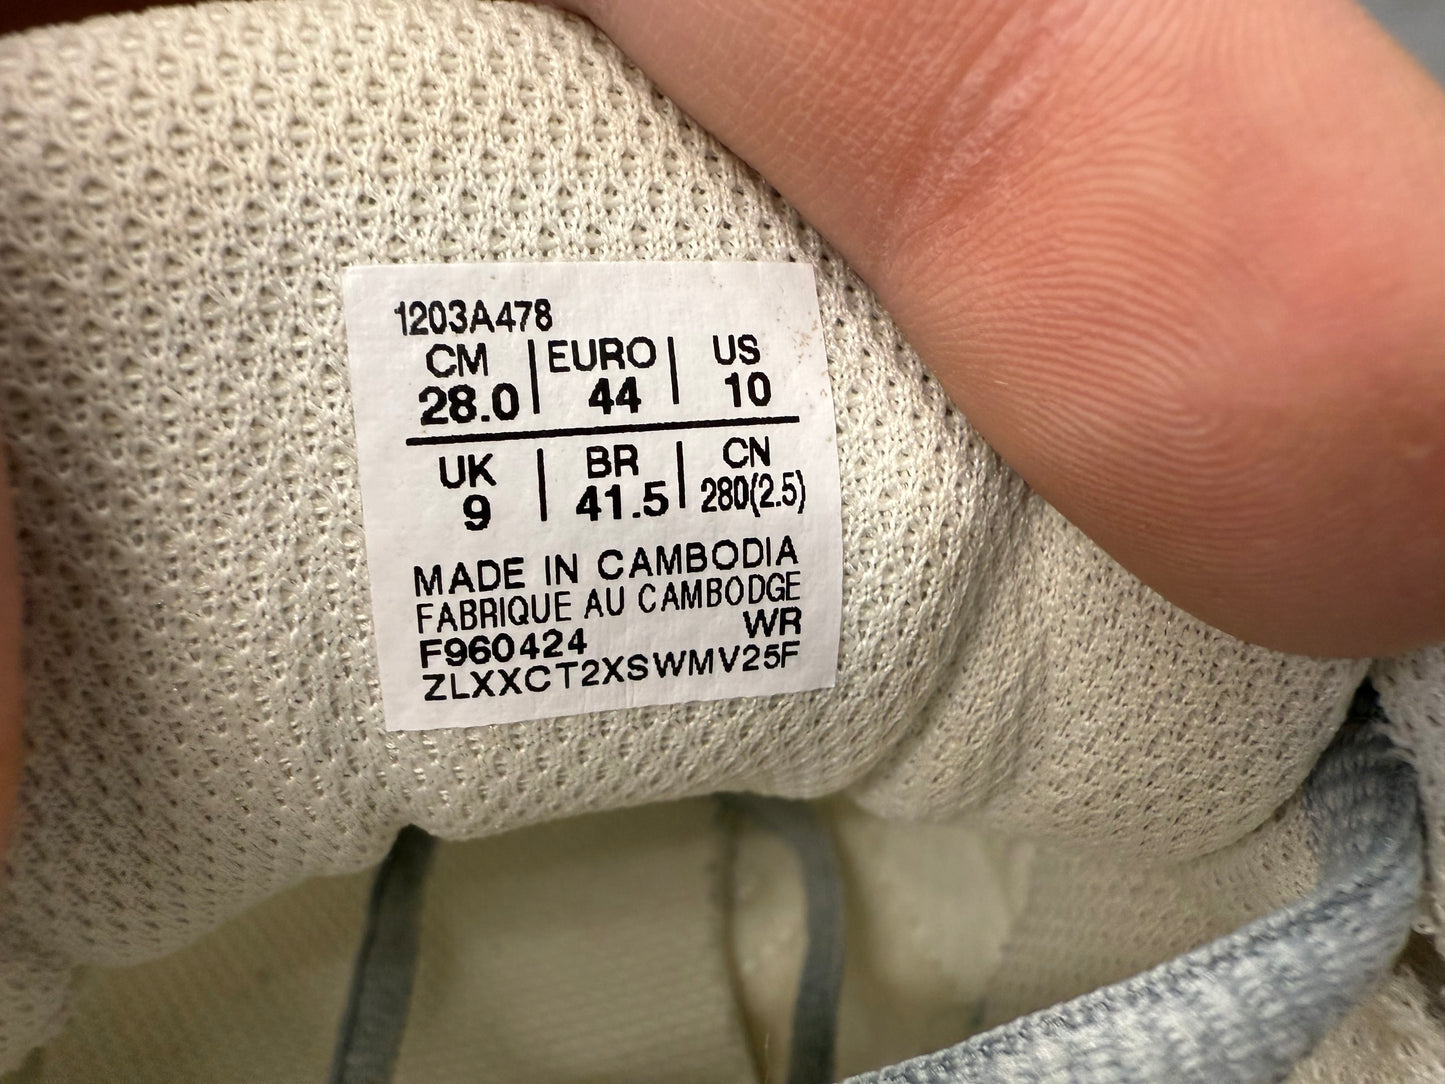 1203A478
CM | EURO | US
28.0 | 44 | 10
UK | BR | CN
9 | 41.5 | 280(2.5)
MADE IN CAMBODIA
FABRIQUE AU CAMBODGE
F960424 WR
ZLXXCT2XSWMV25F